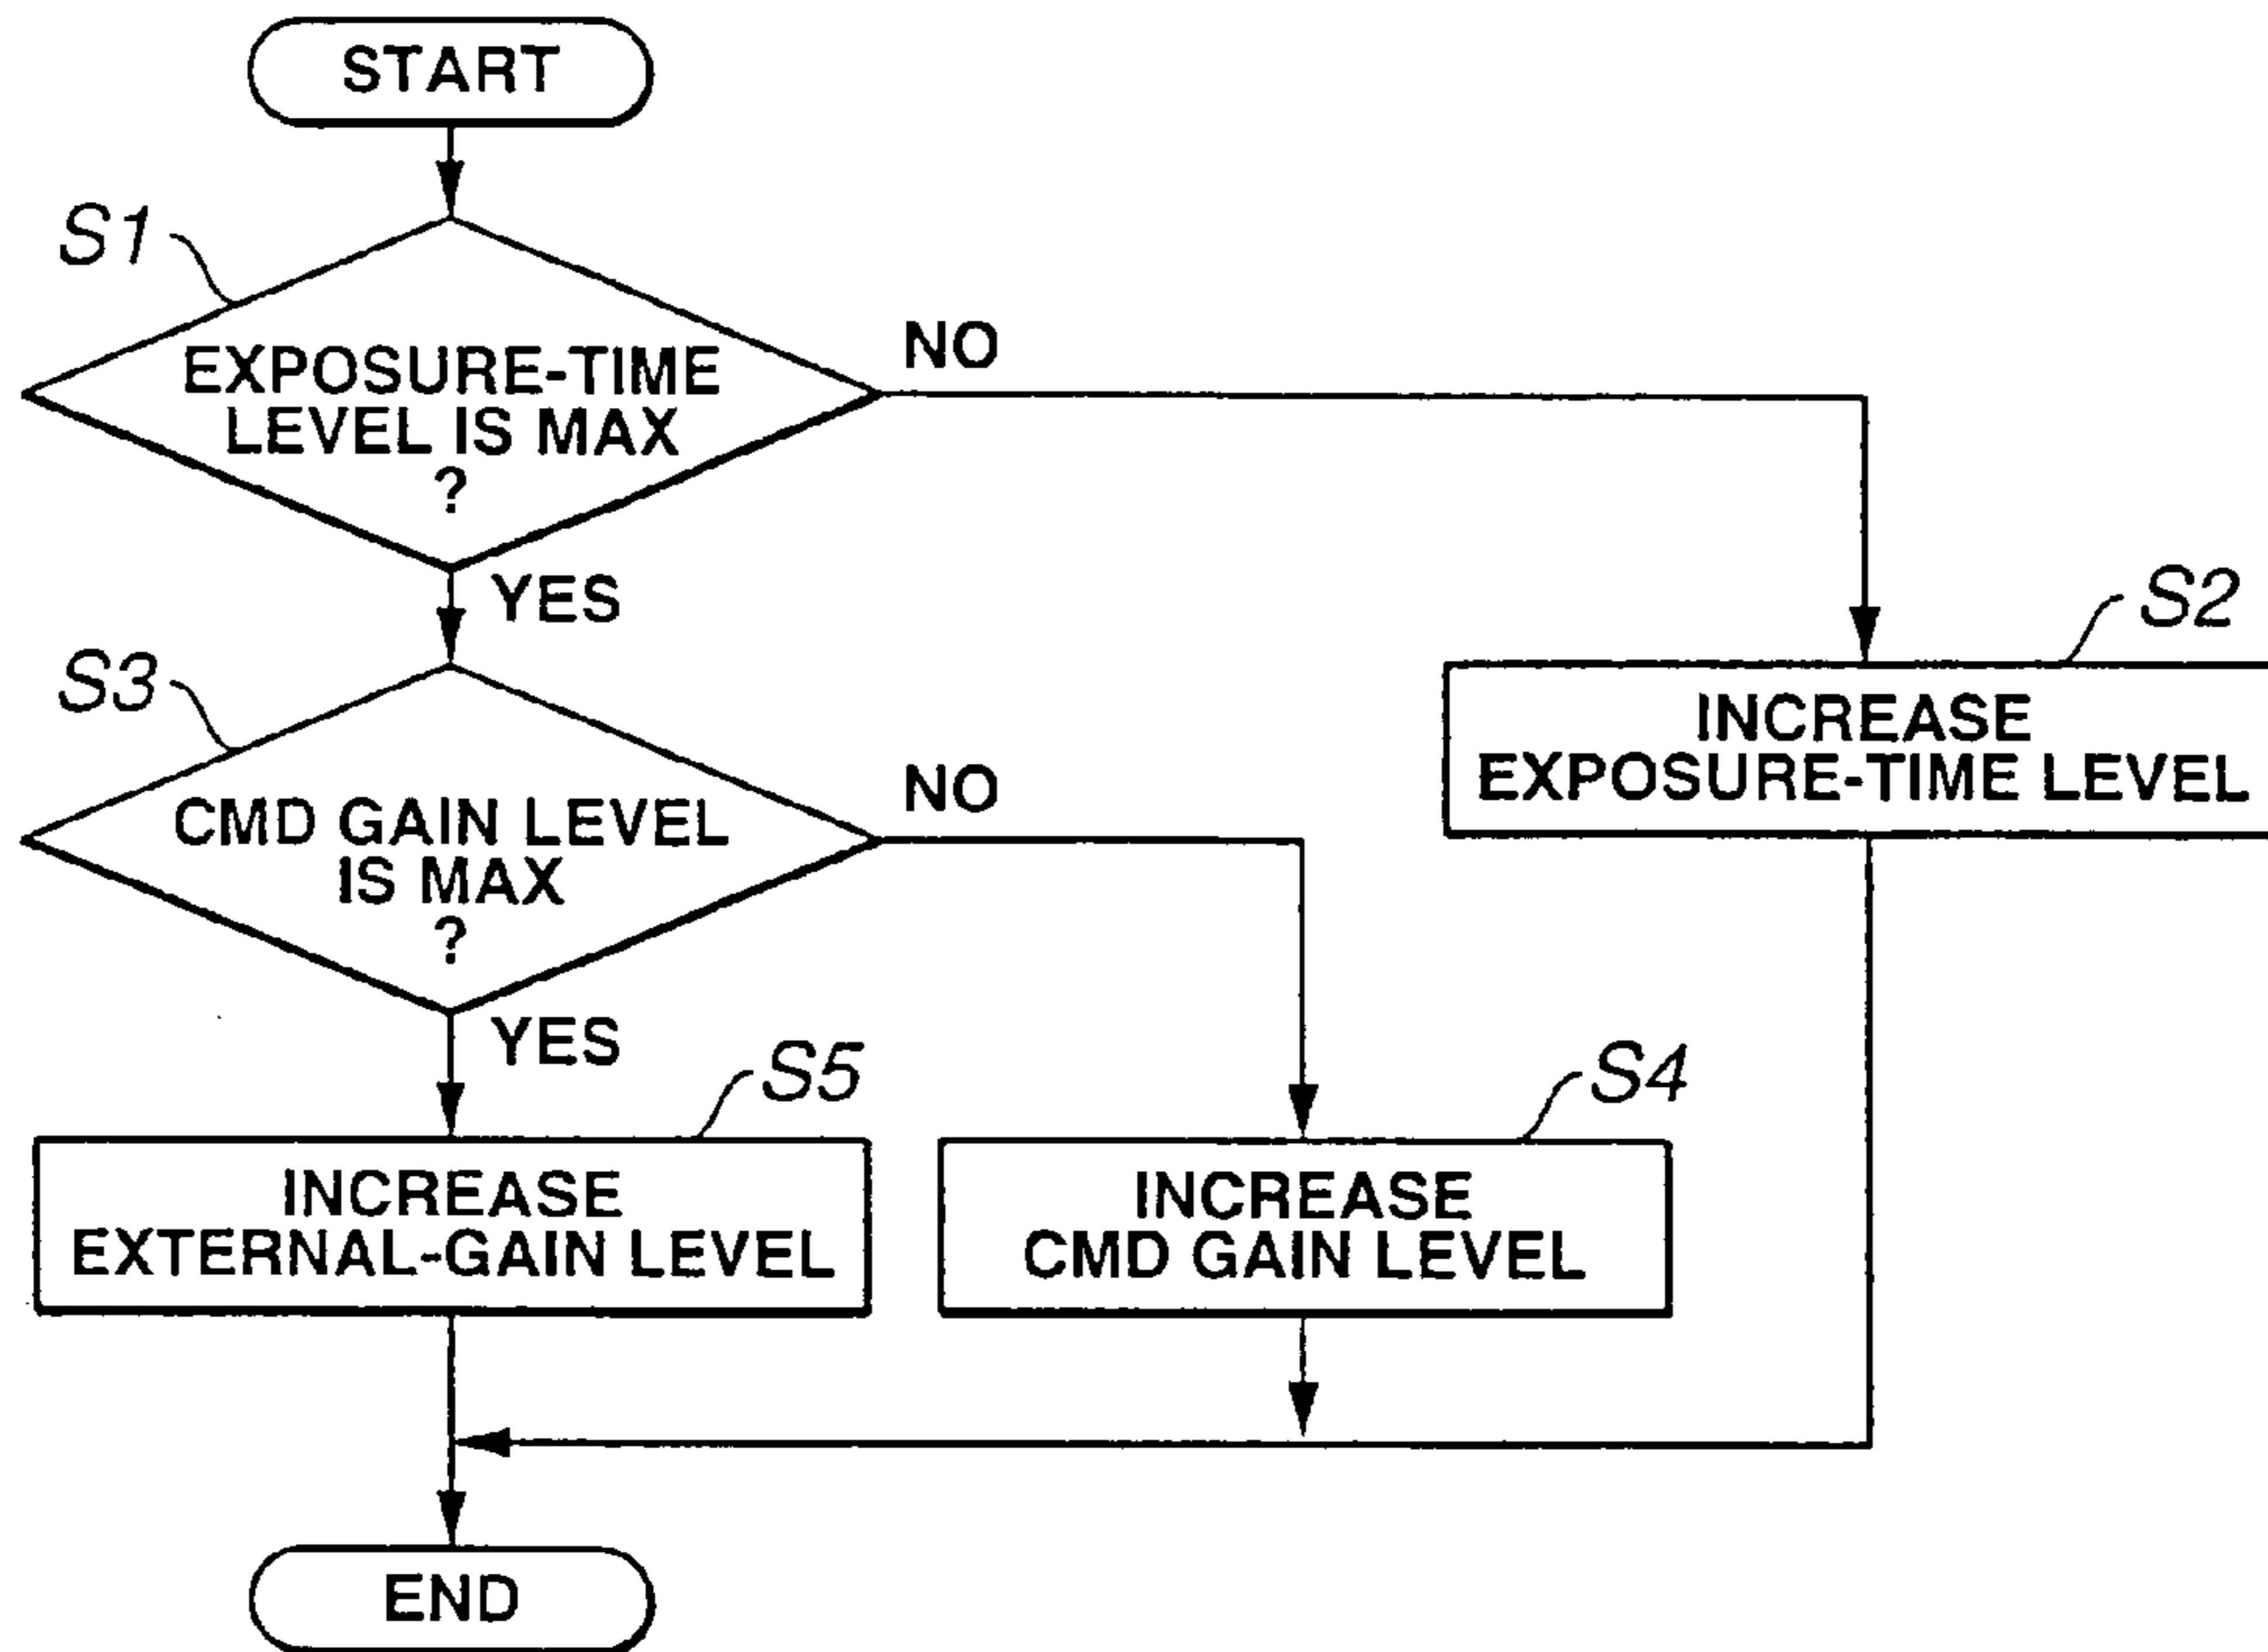 START
S1
EXPOSURE-TIME
LEVEL IS MAX
?
NO
YES
S2
INCREASE
EXPOSURE-TIME LEVEL
S3
CMD GAIN LEVEL
IS MAX
?
NO
YES
S5
INCREASE
EXTERNAL-GAIN LEVEL
S4
INCREASE
CMD GAIN LEVEL
END